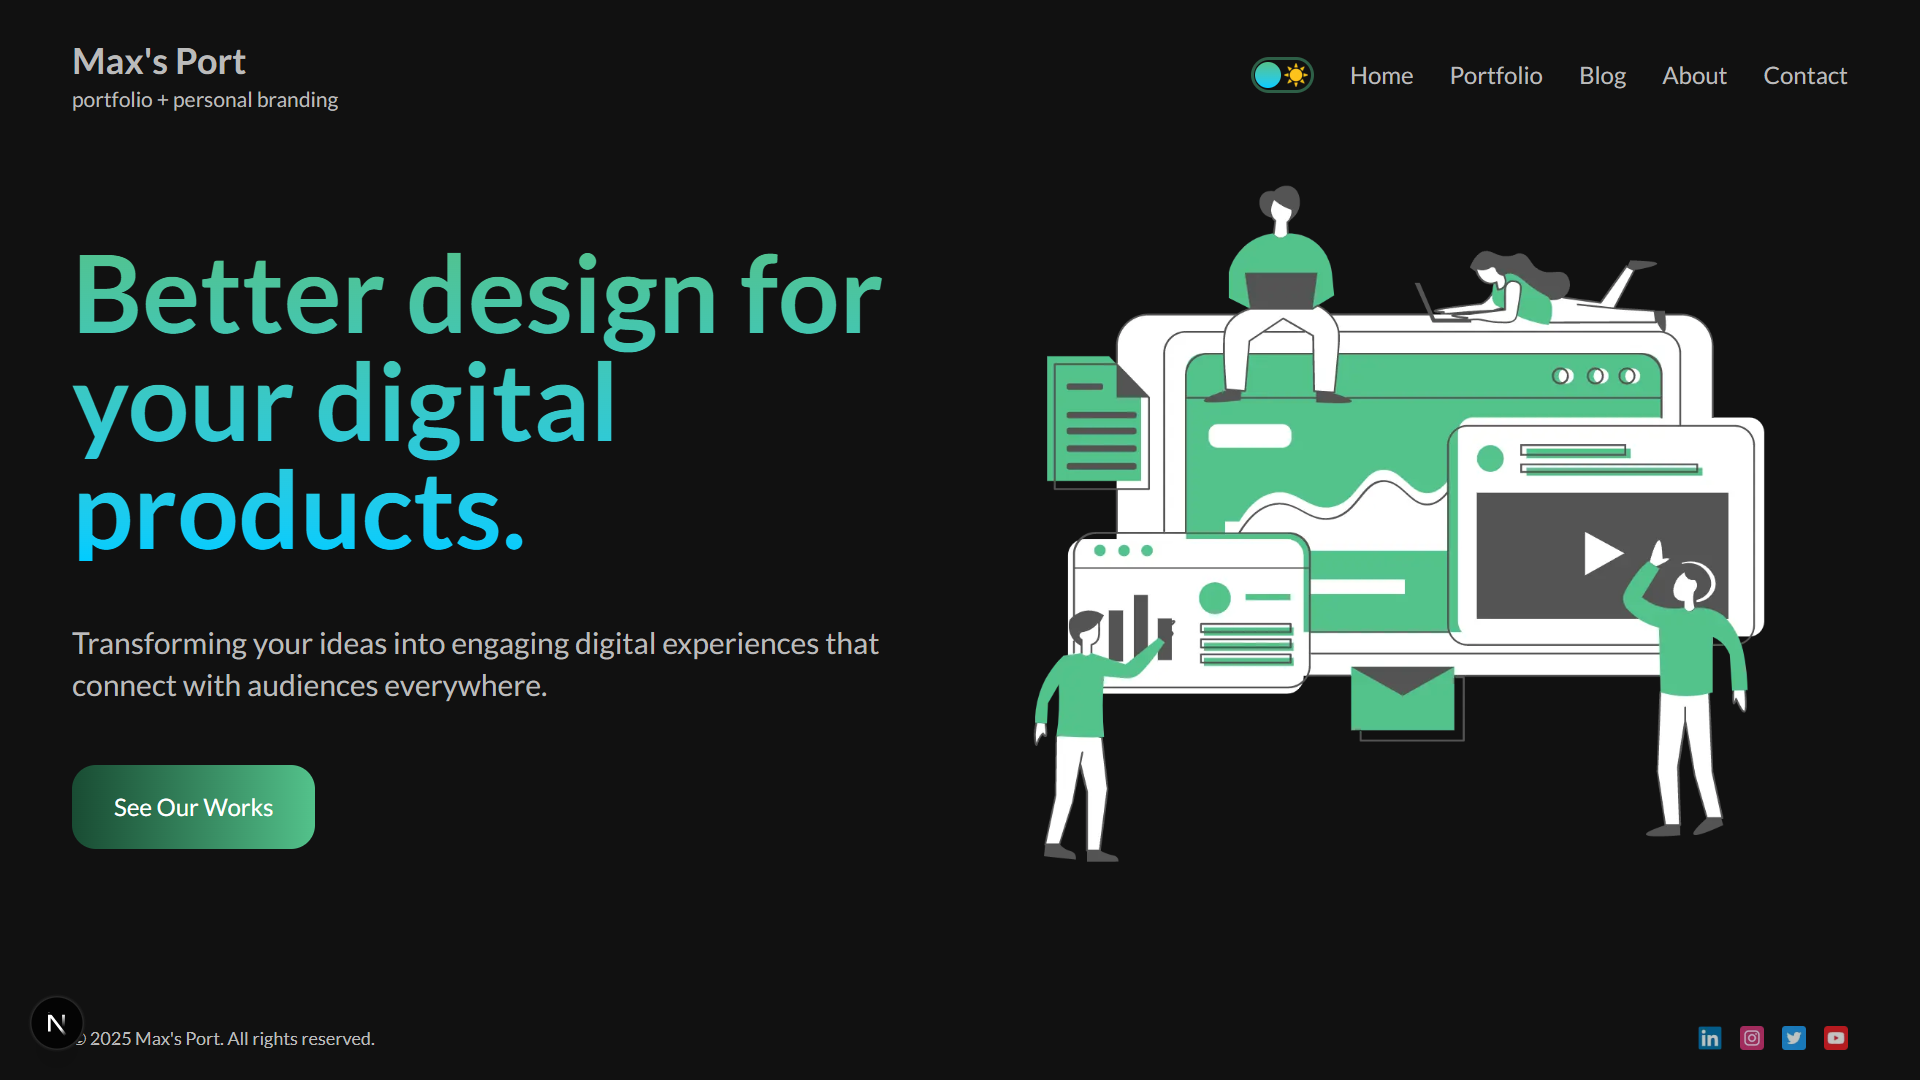 Max's Port
portfolio + personal branding
Home Portfolio Blog About Contact
Better design for
your digital
products.
Transforming your ideas into engaging digital experiences that
connect with audiences everywhere.
See Our Works
N
© 2025 Max's Port. All rights reserved.
in